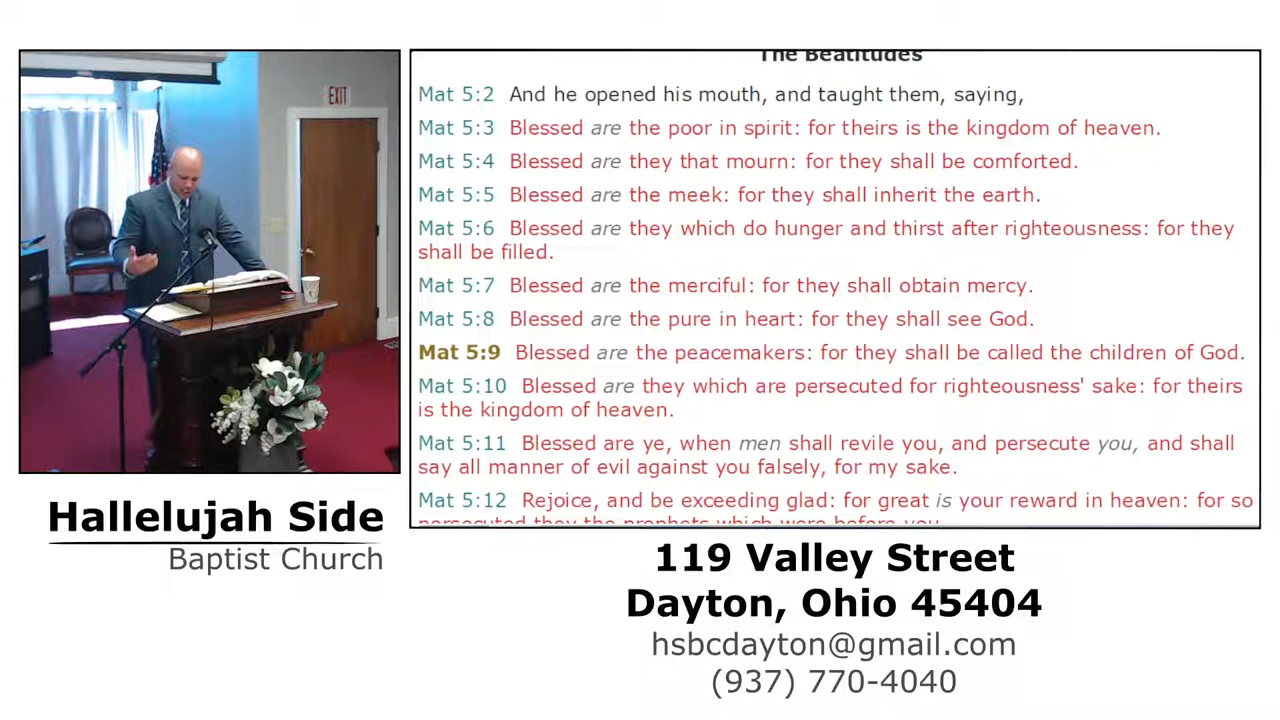 EXIT
The Beatitudes
Mat 5:2 And he opened his mouth, and taught them, saying,
Mat 5:3 Blessed are the poor in spirit: for theirs is the kingdom of heaven.
Mat 5:4 Blessed are they that mourn: for they shall be comforted.
Mat 5:5 Blessed are the meek: for they shall inherit the earth.
Mat 5:6 Blessed are they which do hunger and thirst after righteousness: for they
shall be filled.
Mat 5:7 Blessed are the merciful: for they shall obtain mercy.
Mat 5:8 Blessed are the pure in heart: for they shall see God.
Mat 5:9 Blessed are the peacemakers: for they shall be called the children of God.
Mat 5:10 Blessed are they which are persecuted for righteousness' sake: for theirs
is the kingdom of heaven.
Mat 5:11 Blessed are ye, when men shall revile you, and persecute you, and shall
say all manner of evil against you falsely, for my sake.
Mat 5:12 Rejoice, and be exceeding glad: for great is your reward in heaven: for so
persecuted they the prophets which were before you.
Hallelujah Side
Baptist Church
119 Valley Street
Dayton, Ohio 45404
hsbcdayton@gmail.com
(937) 770-4040